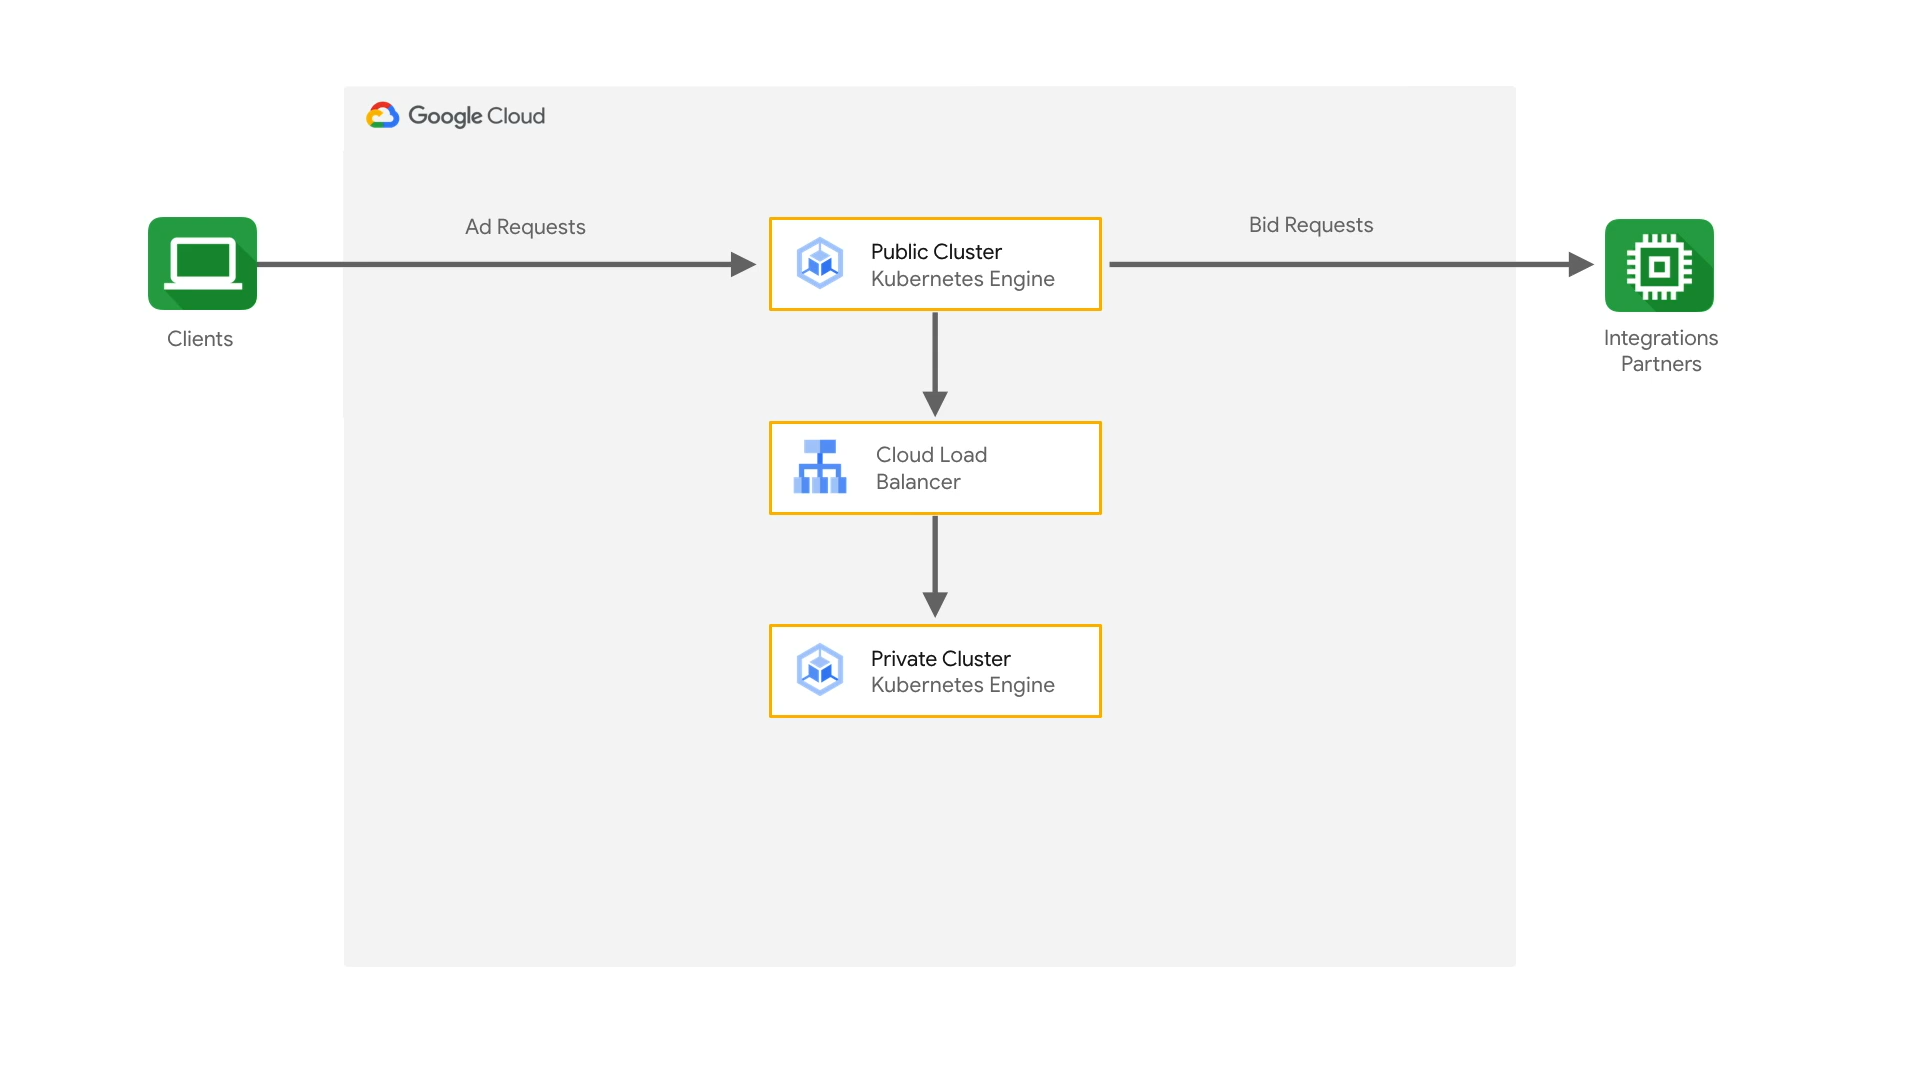 Google Cloud
Ad Requests
Bid Requests
Public Cluster
Kubernetes Engine
Clients
Integrations
Partners
Cloud Load
Balancer
Private Cluster
Kubernetes Engine